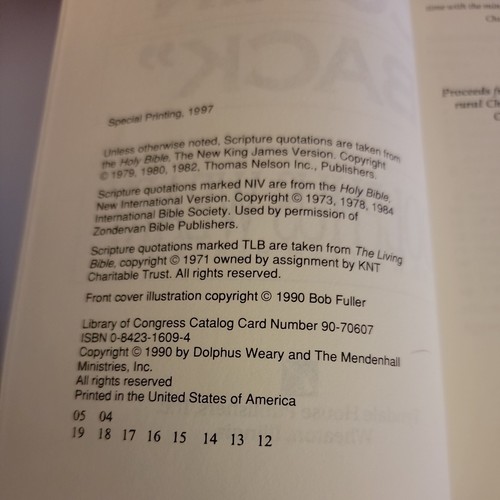 Special Printing, 1997
Unless otherwise noted, Scripture quotations are taken from
the Holy Bible, The New King James Version. Copyright
© 1979, 1980, 1982, Thomas Nelson Inc., Publishers.
Scripture quotations marked NIV are from the Holy Bible,
New International Version. Copyright © 1973, 1978, 1984
International Bible Society. Used by permission of
Zondervan Bible Publishers.
Scripture quotations marked TLB are taken from The Living
Bible, copyright © 1971 owned by assignment by KNT
Charitable Trust. All rights reserved.
Front cover illustration copyright © 1990 Bob Fuller
Library of Congress Catalog Card Number 90-70607
ISBN 0-8423-1609-4
Copyright © 1990 by Dolphus Weary and The Mendenhall
Ministries, Inc.
All rights reserved
Printed in the United States of America
05 04
19 18 17 16 15 14 13 12
time with the
Proceeds
rural